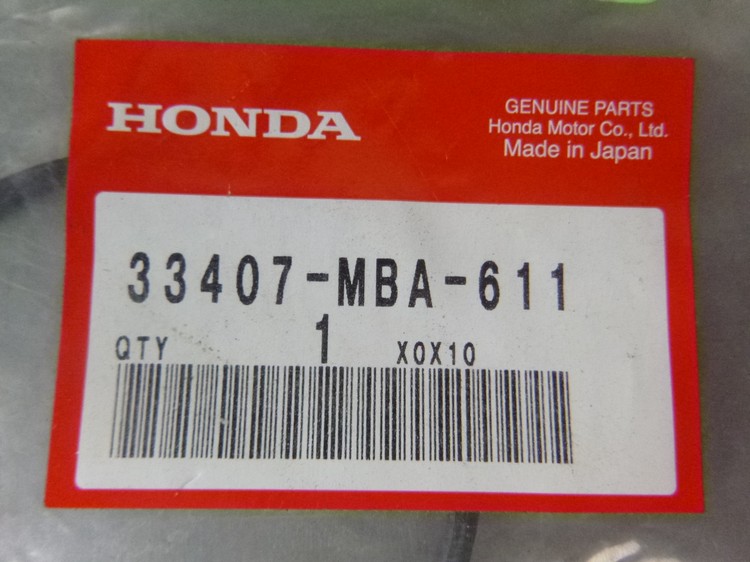 HONDA
GENUINE PARTS
Honda Motor Co., Ltd.
Made in Japan
33407-MBA-611
QTY 1 X0X10